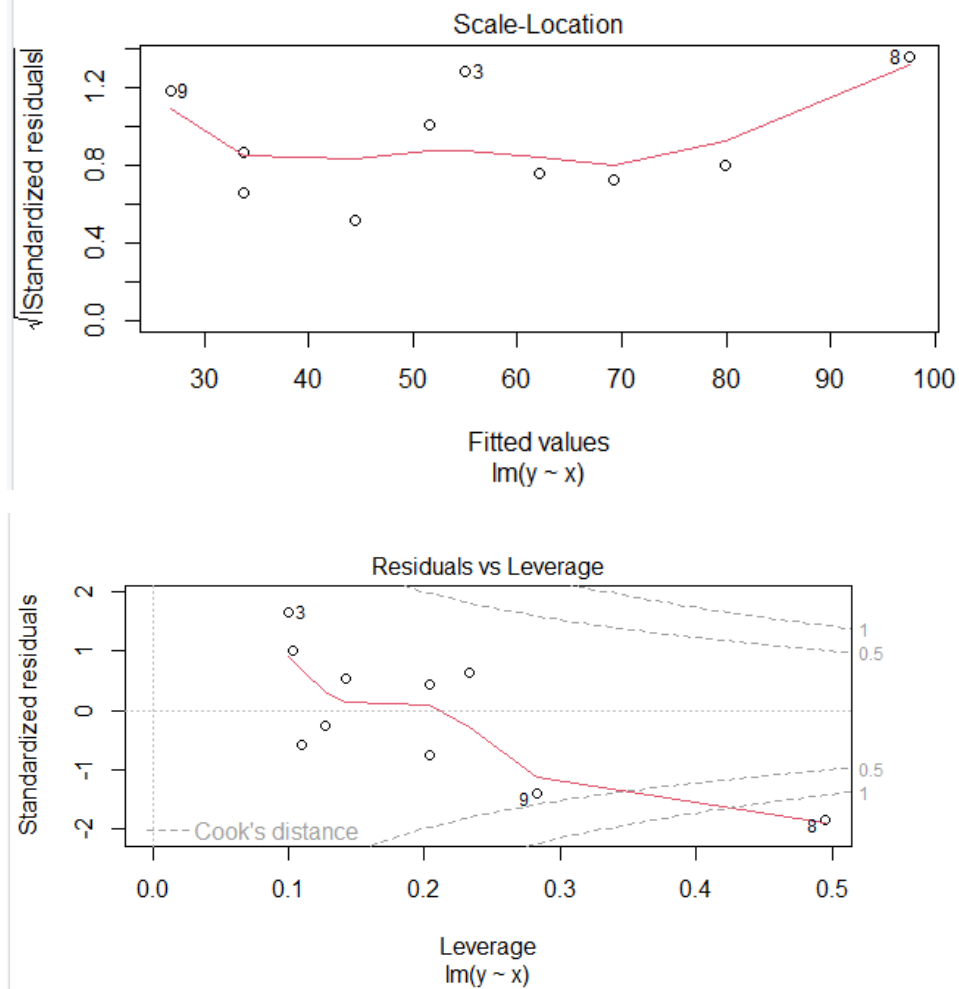 Scale-Location
√|Standardized residuals|
1.2
0.8
0.4
0.0
9
3
8
30 40 50 60 70 80 90 100
Fitted values
lm(y ~ x)
Residuals vs Leverage
Standardized residuals
2
1
0
-1
-2
3
9
8
1
0.5
0.5
1
Cook's distance
0.0 0.1 0.2 0.3 0.4 0.5
Leverage
lm(y ~ x)